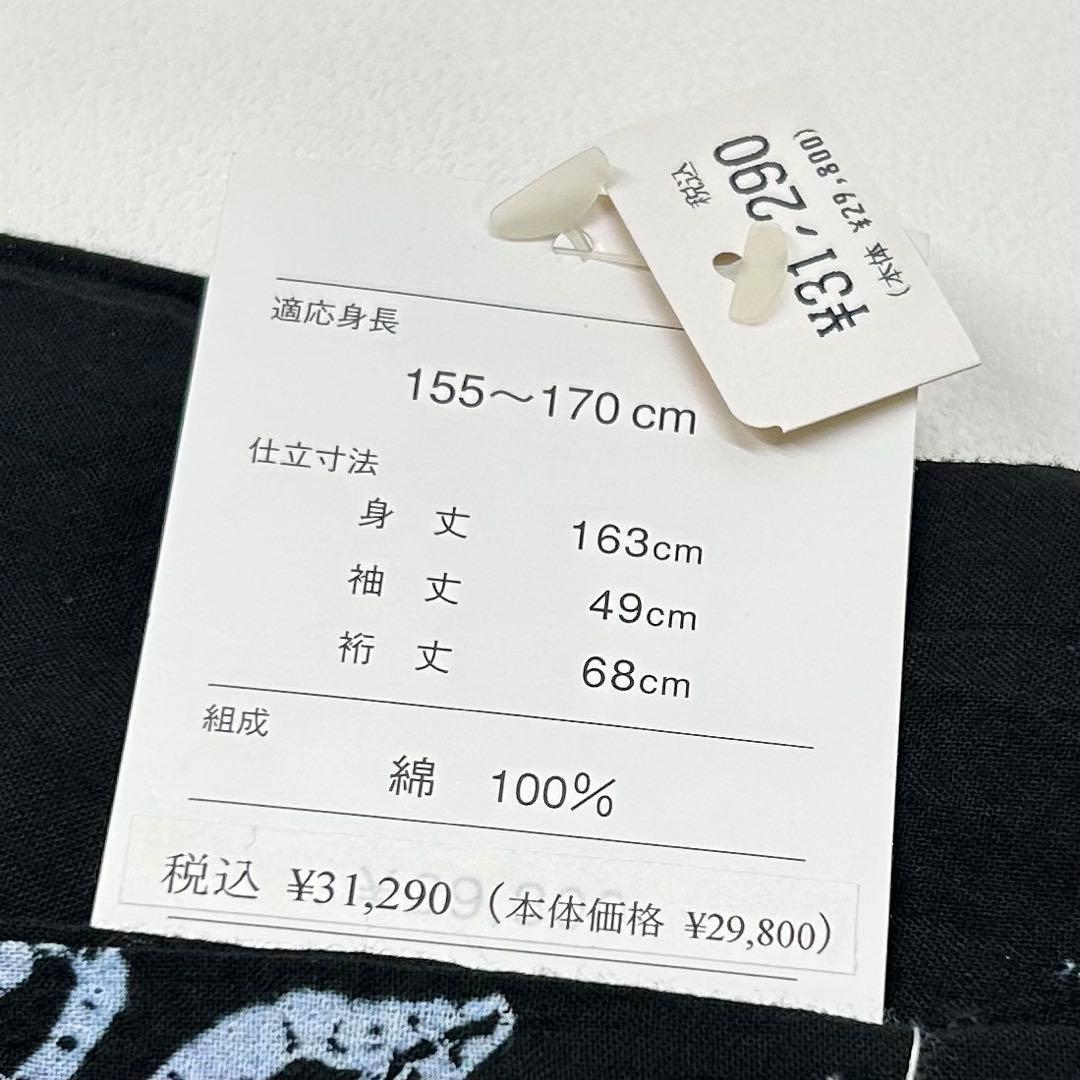 税込
¥31,290
(本体 ¥29,800)
適応身長
155〜170cm
仕立寸法
身丈 163cm
袖丈 49cm
裄丈 68cm
組成
綿 100%
税込 ¥31,290 (本体価格 ¥29,800)